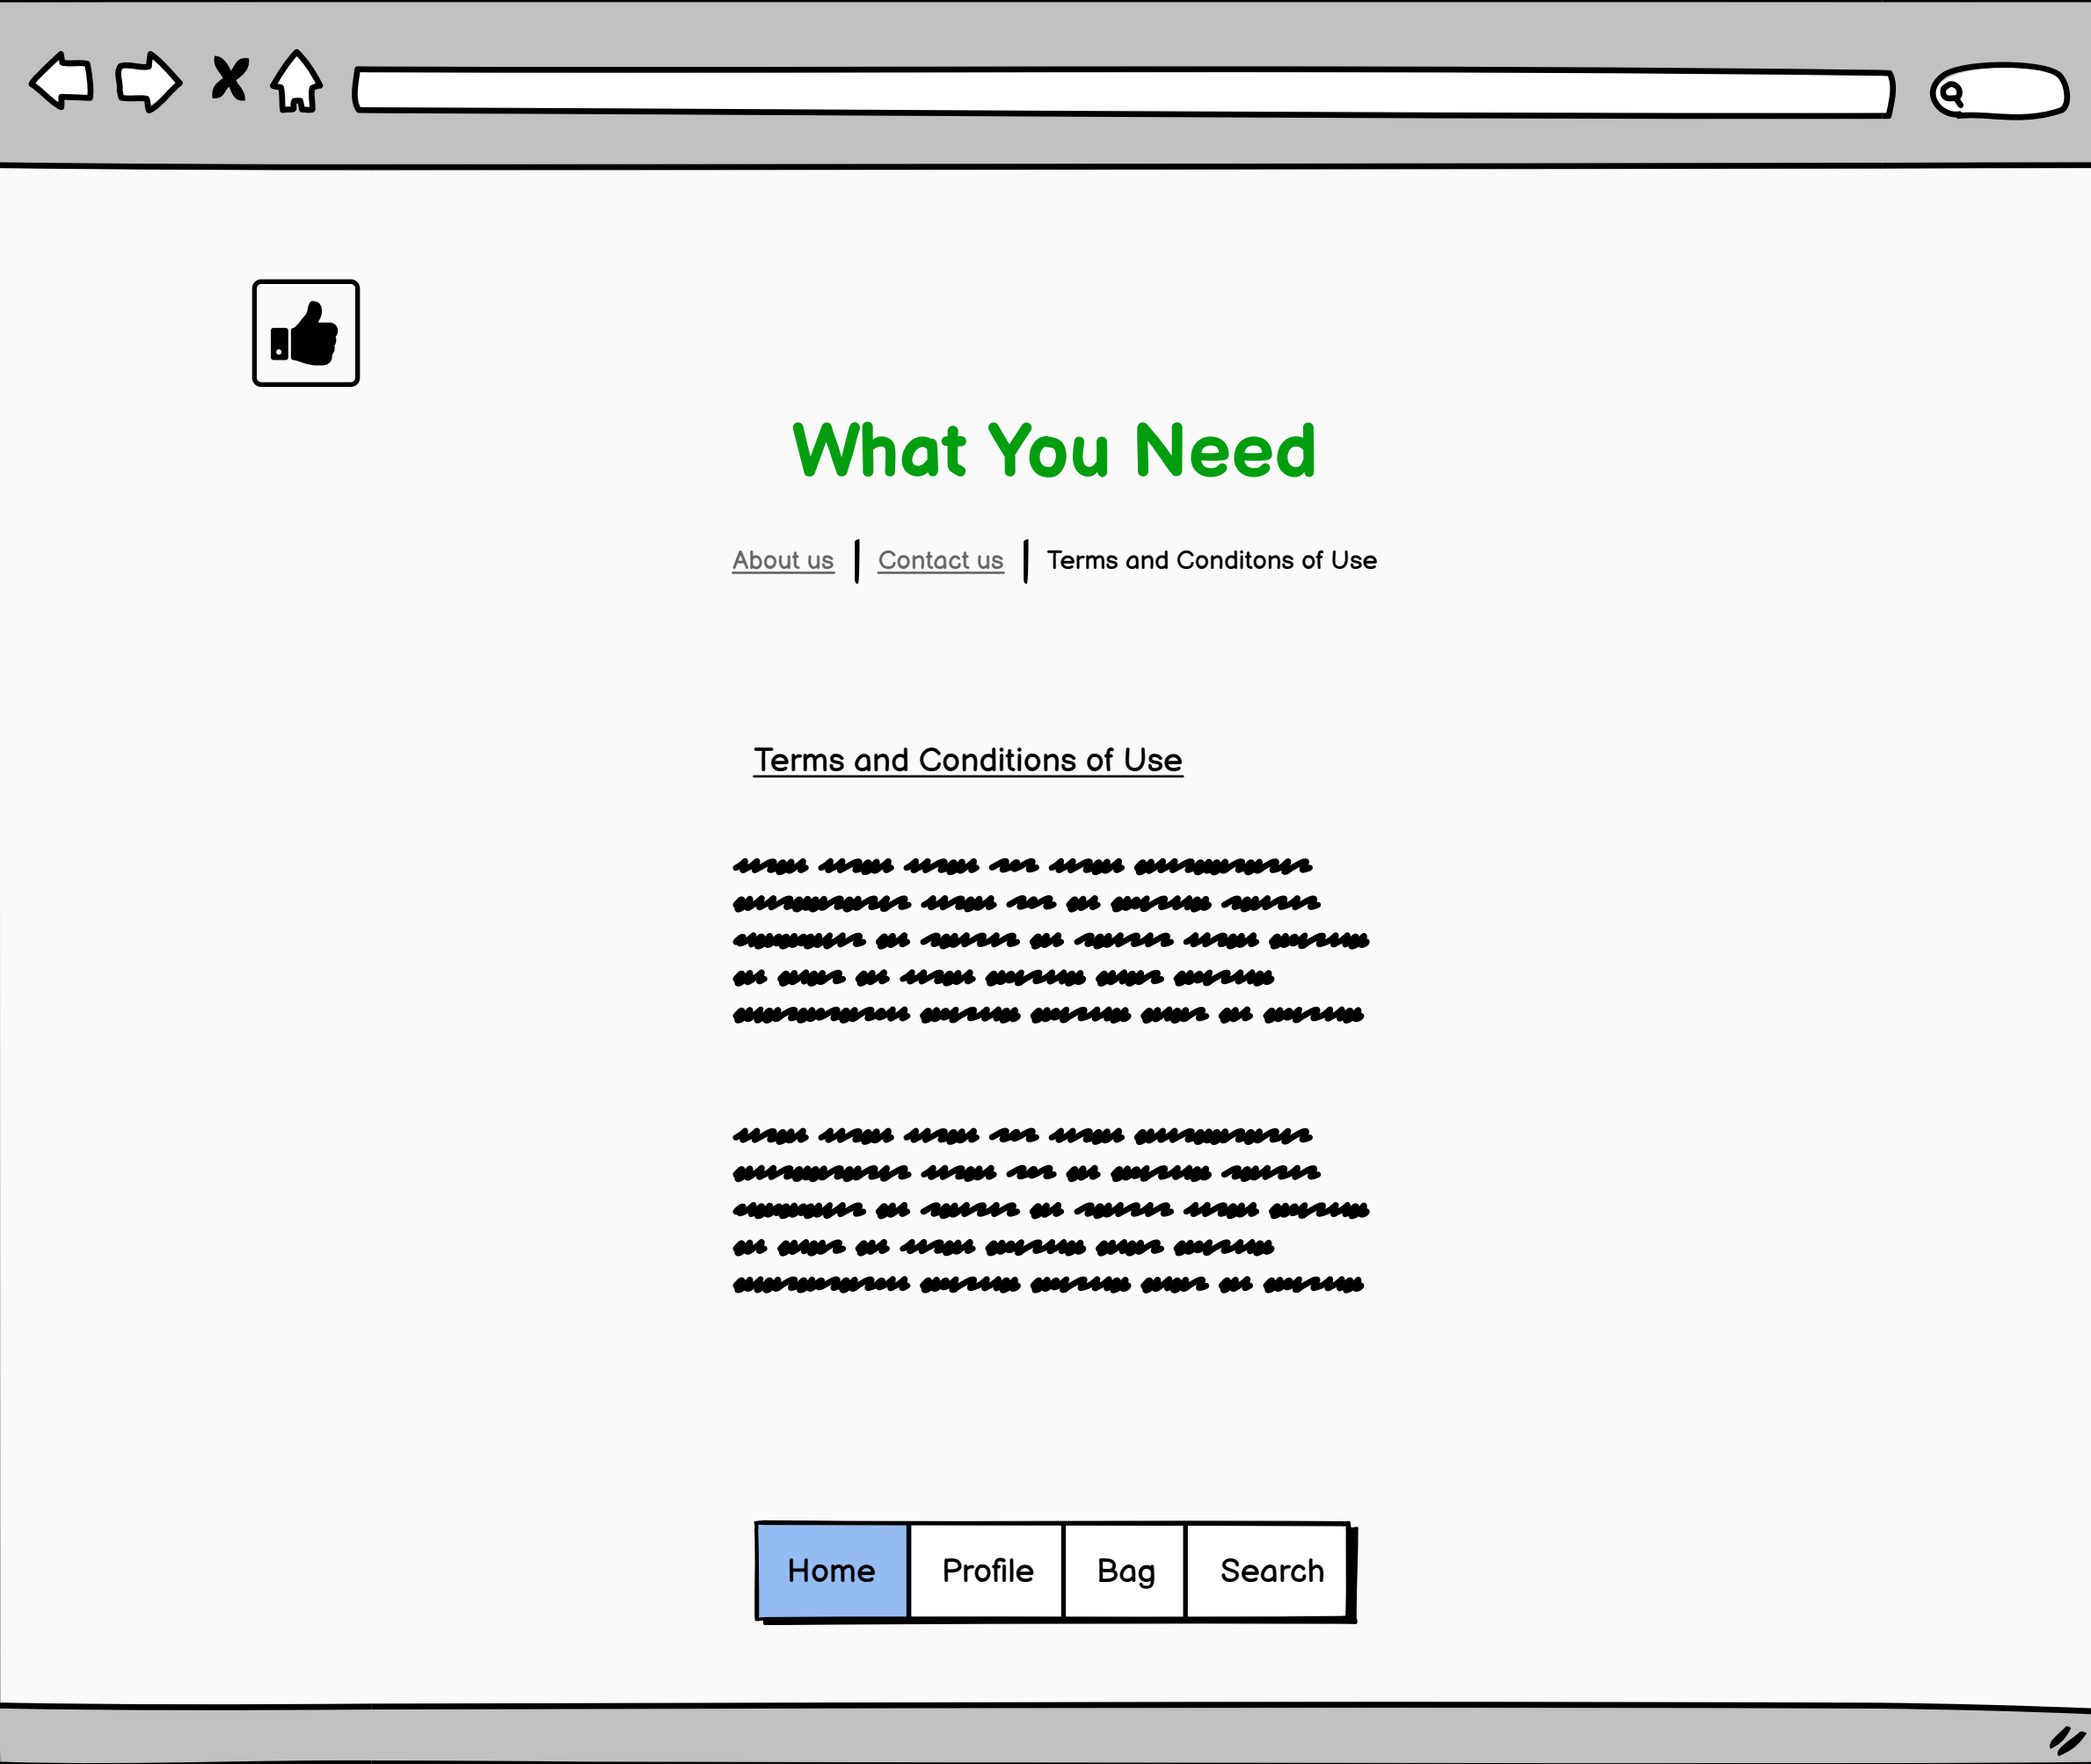 What You Need
About us | Contact us | Terms and Conditons of Use
Terms and Conditions of Use
Home Profile Bag Search